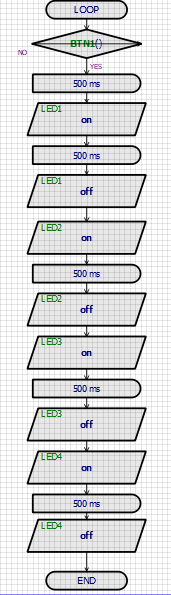 LOOP
BTN1()
NO
YES
500 ms
LED1
on
500 ms
LED1
off
LED2
on
500 ms
LED2
off
LED3
on
500 ms
LED3
off
LED4
on
500 ms
LED4
off
END